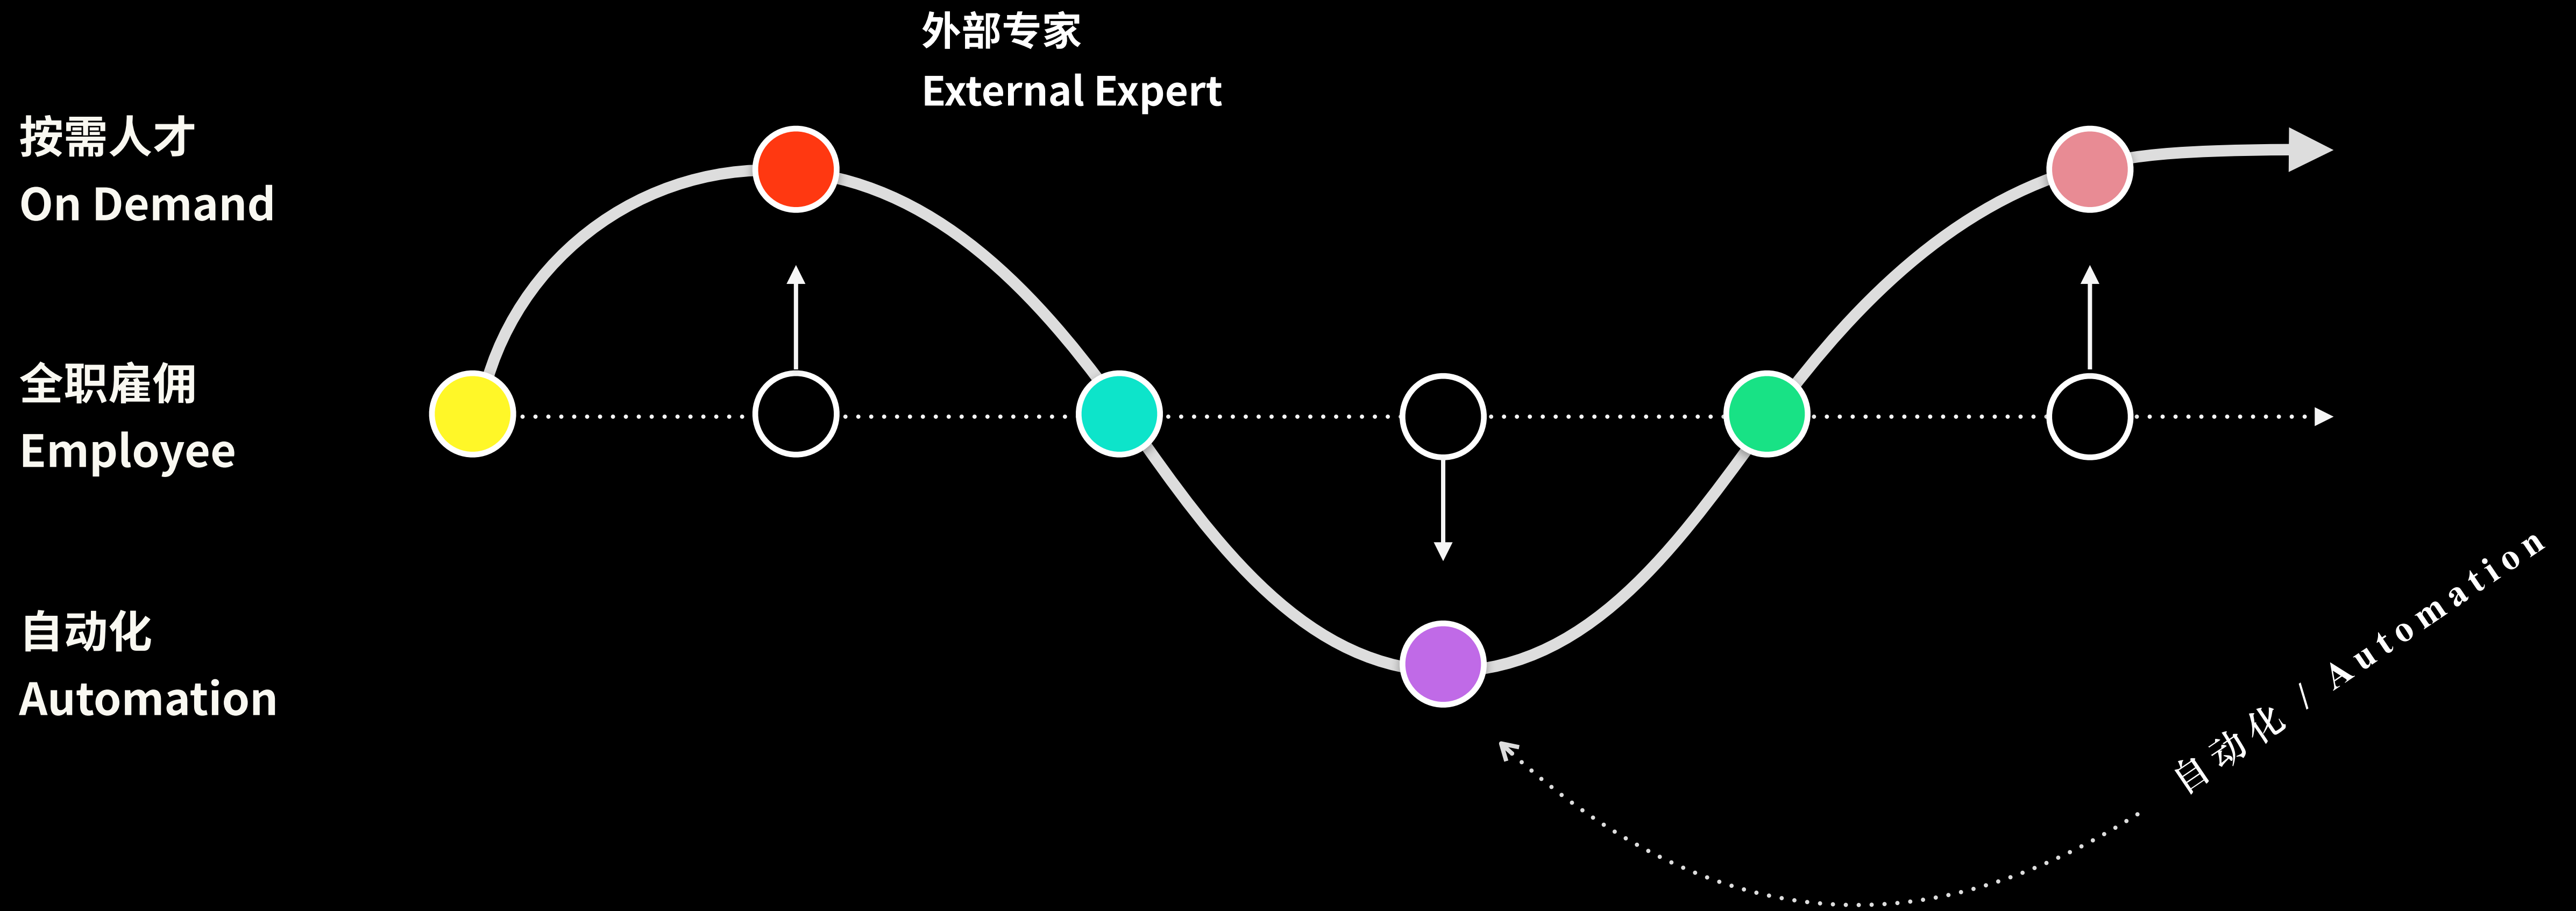 外部专家
External Expert
按需人才
On Demand
全职雇佣
Employee
自动化
Automation
自动化 / Automation